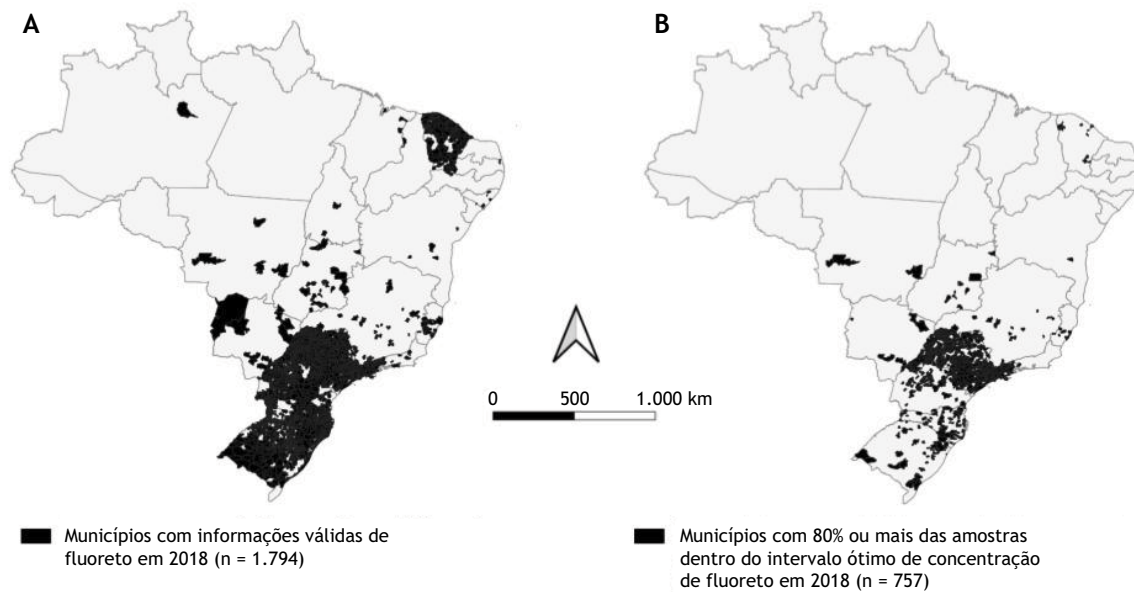 A
B
0 500 1.000 km
Municípios com informações válidas de
fluoreto em 2018 (n = 1.794)
Municípios com 80% ou mais das amostras
dentro do intervalo ótimo de concentração
de fluoreto em 2018 (n = 757)